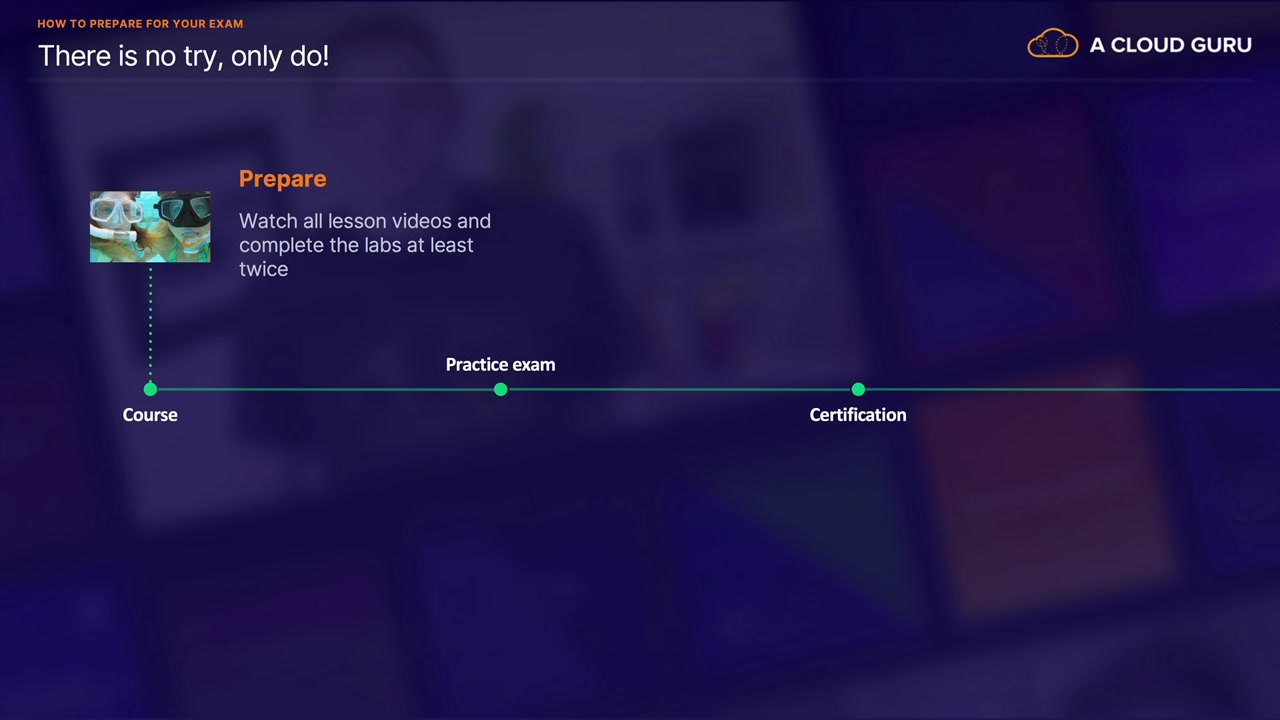 HOW TO PREPARE FOR YOUR EXAM
There is no try, only do!
A CLOUD GURU
Prepare
Watch all lesson videos and
complete the labs at least
twice
Practice exam
Course
Certification